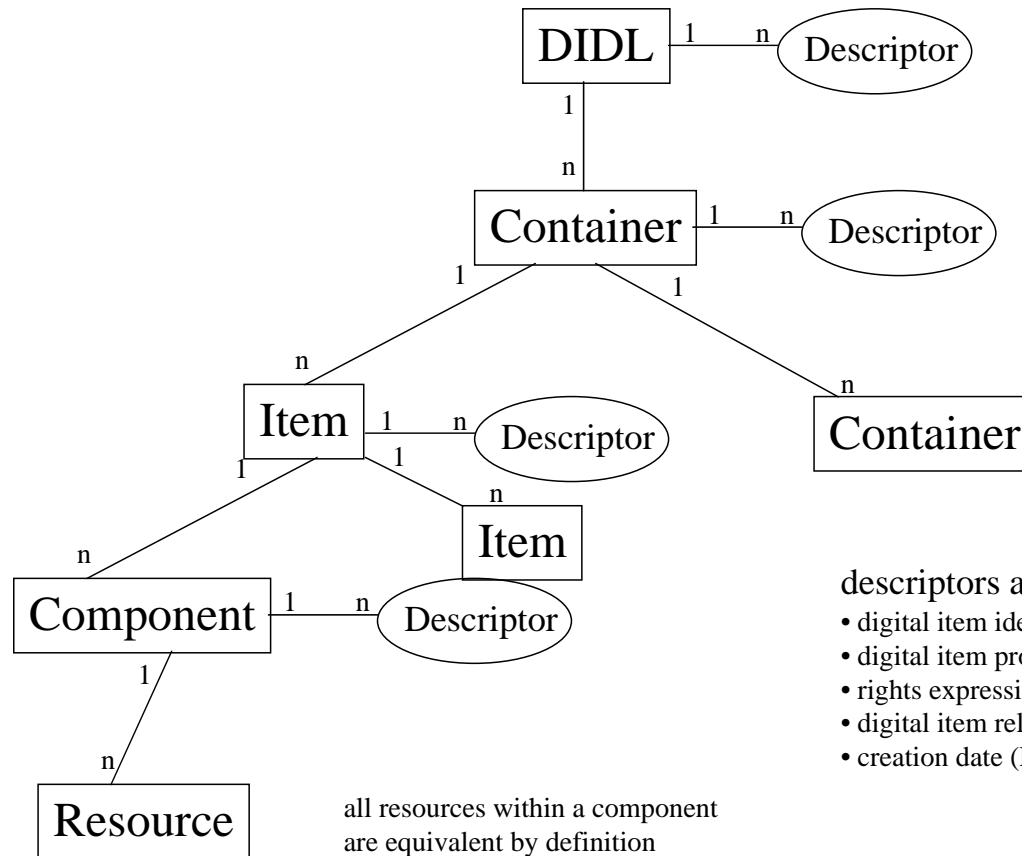 DIDL
1
n
Descriptor
1
n
Container
1
n
Descriptor
1
1
n
n
Item
1
n
Descriptor
Container
1
1
n
n
Item
Component
1
n
Descriptor
1
n
Resource
all resources within a component
are equivalent by definition
descriptors a
• digital item ide
• digital item pro
• rights expressi
• digital item rel
• creation date (